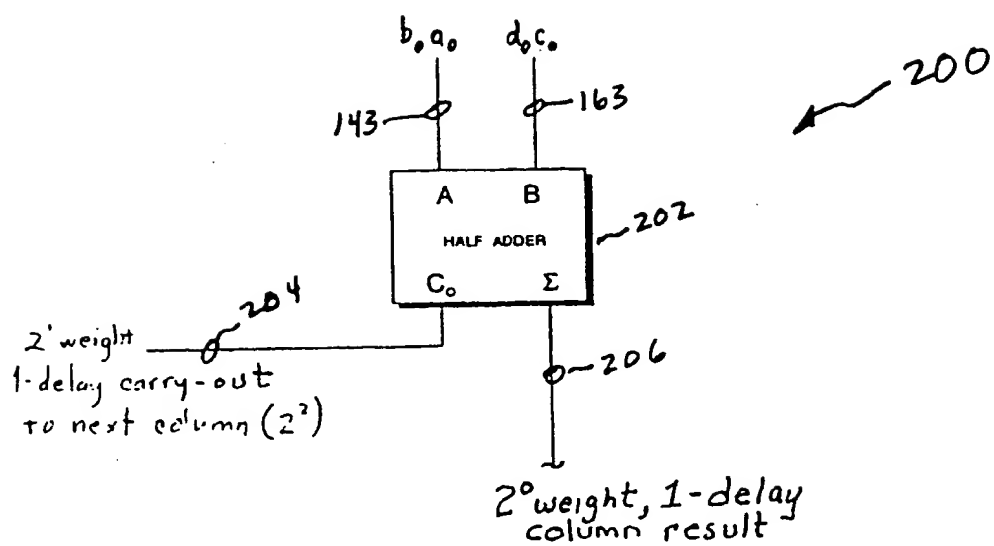 b₀a₀ d₀c₀
200
143
163
A B
HALF ADDER
202
C₀ Σ
204
2' weight
1-delay carry-out
to next column (2²)
206
2⁰ weight, 1-delay
column result